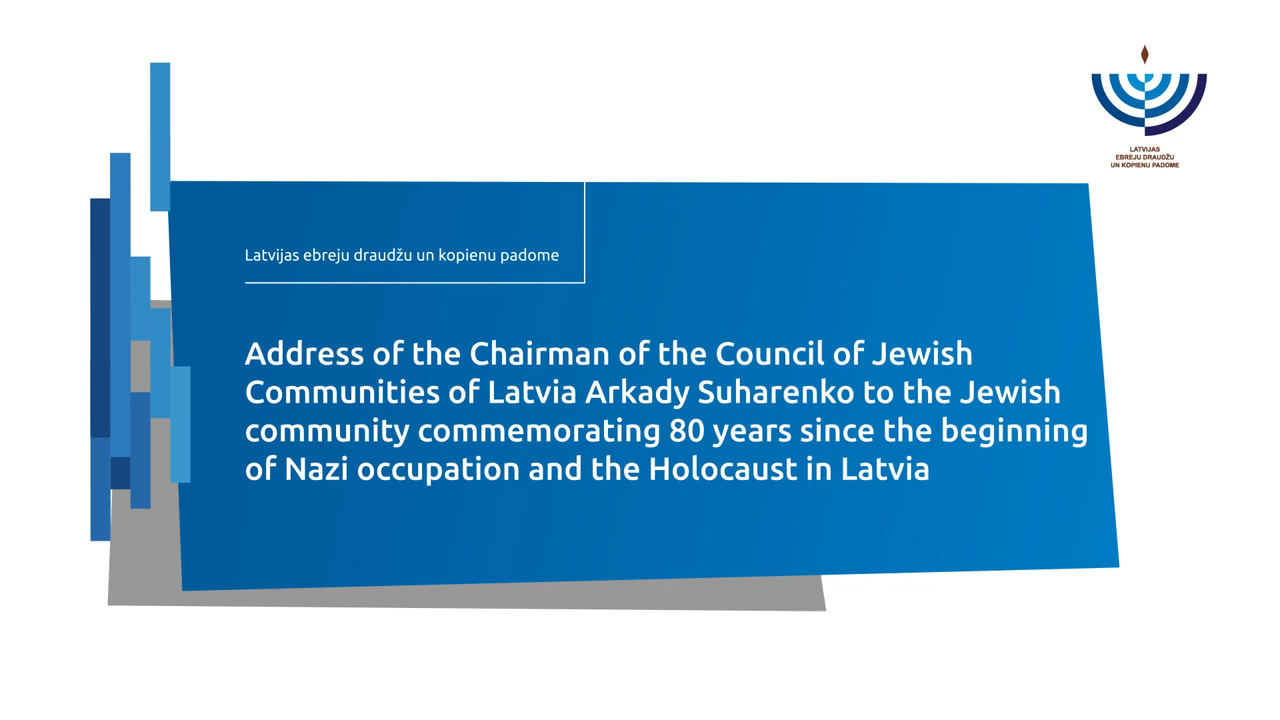 LATVIJAS
EBREJU DRAUDŽU
UN KOPIENU PADOME
Latvijas ebreju draudžu un kopienu padome
Address of the Chairman of the Council of Jewish
Communities of Latvia Arkady Suharenko to the Jewish
community commemorating 80 years since the beginning
of Nazi occupation and the Holocaust in Latvia